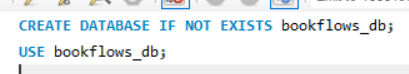 CREATE DATABASE IF NOT EXISTS bookflows_db;
USE bookflows_db;